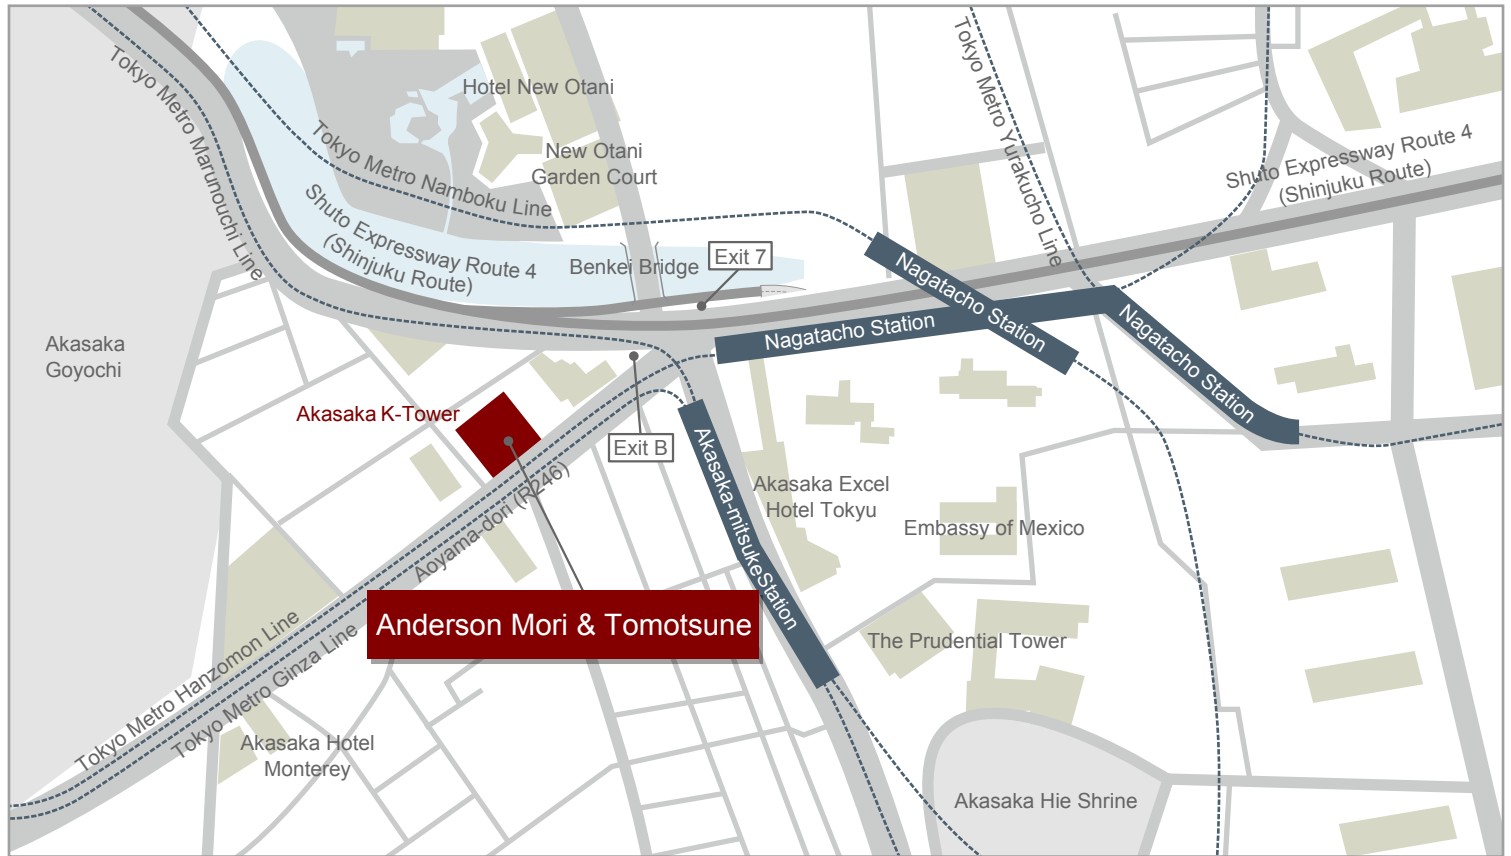 Tokyo Metro Marunouchi Line
Hotel New Otani
Tokyo Metro Namboku Line
New Otani
Garden Court
Tokyo Metro Yurakucho Line
Shuto Expressway Route 4
(Shinjuku Route)
Shuto Expressway Route 4
(Shinjuku Route)
Benkei Bridge
Exit 7
Nagatacho Station
Nagatacho Station
Nagatacho Station
Akasaka
Goyochi
Akasaka K-Tower
Exit B
Aoyama-dori (R246)
Akasaka-mitsukeStation
Akasaka Excel
Hotel Tokyu
Embassy of Mexico
Anderson Mori & Tomotsune
The Prudential Tower
Tokyo Metro Hanzomon Line
Tokyo Metro Ginza Line
Akasaka Hotel
Monterey
Akasaka Hie Shrine